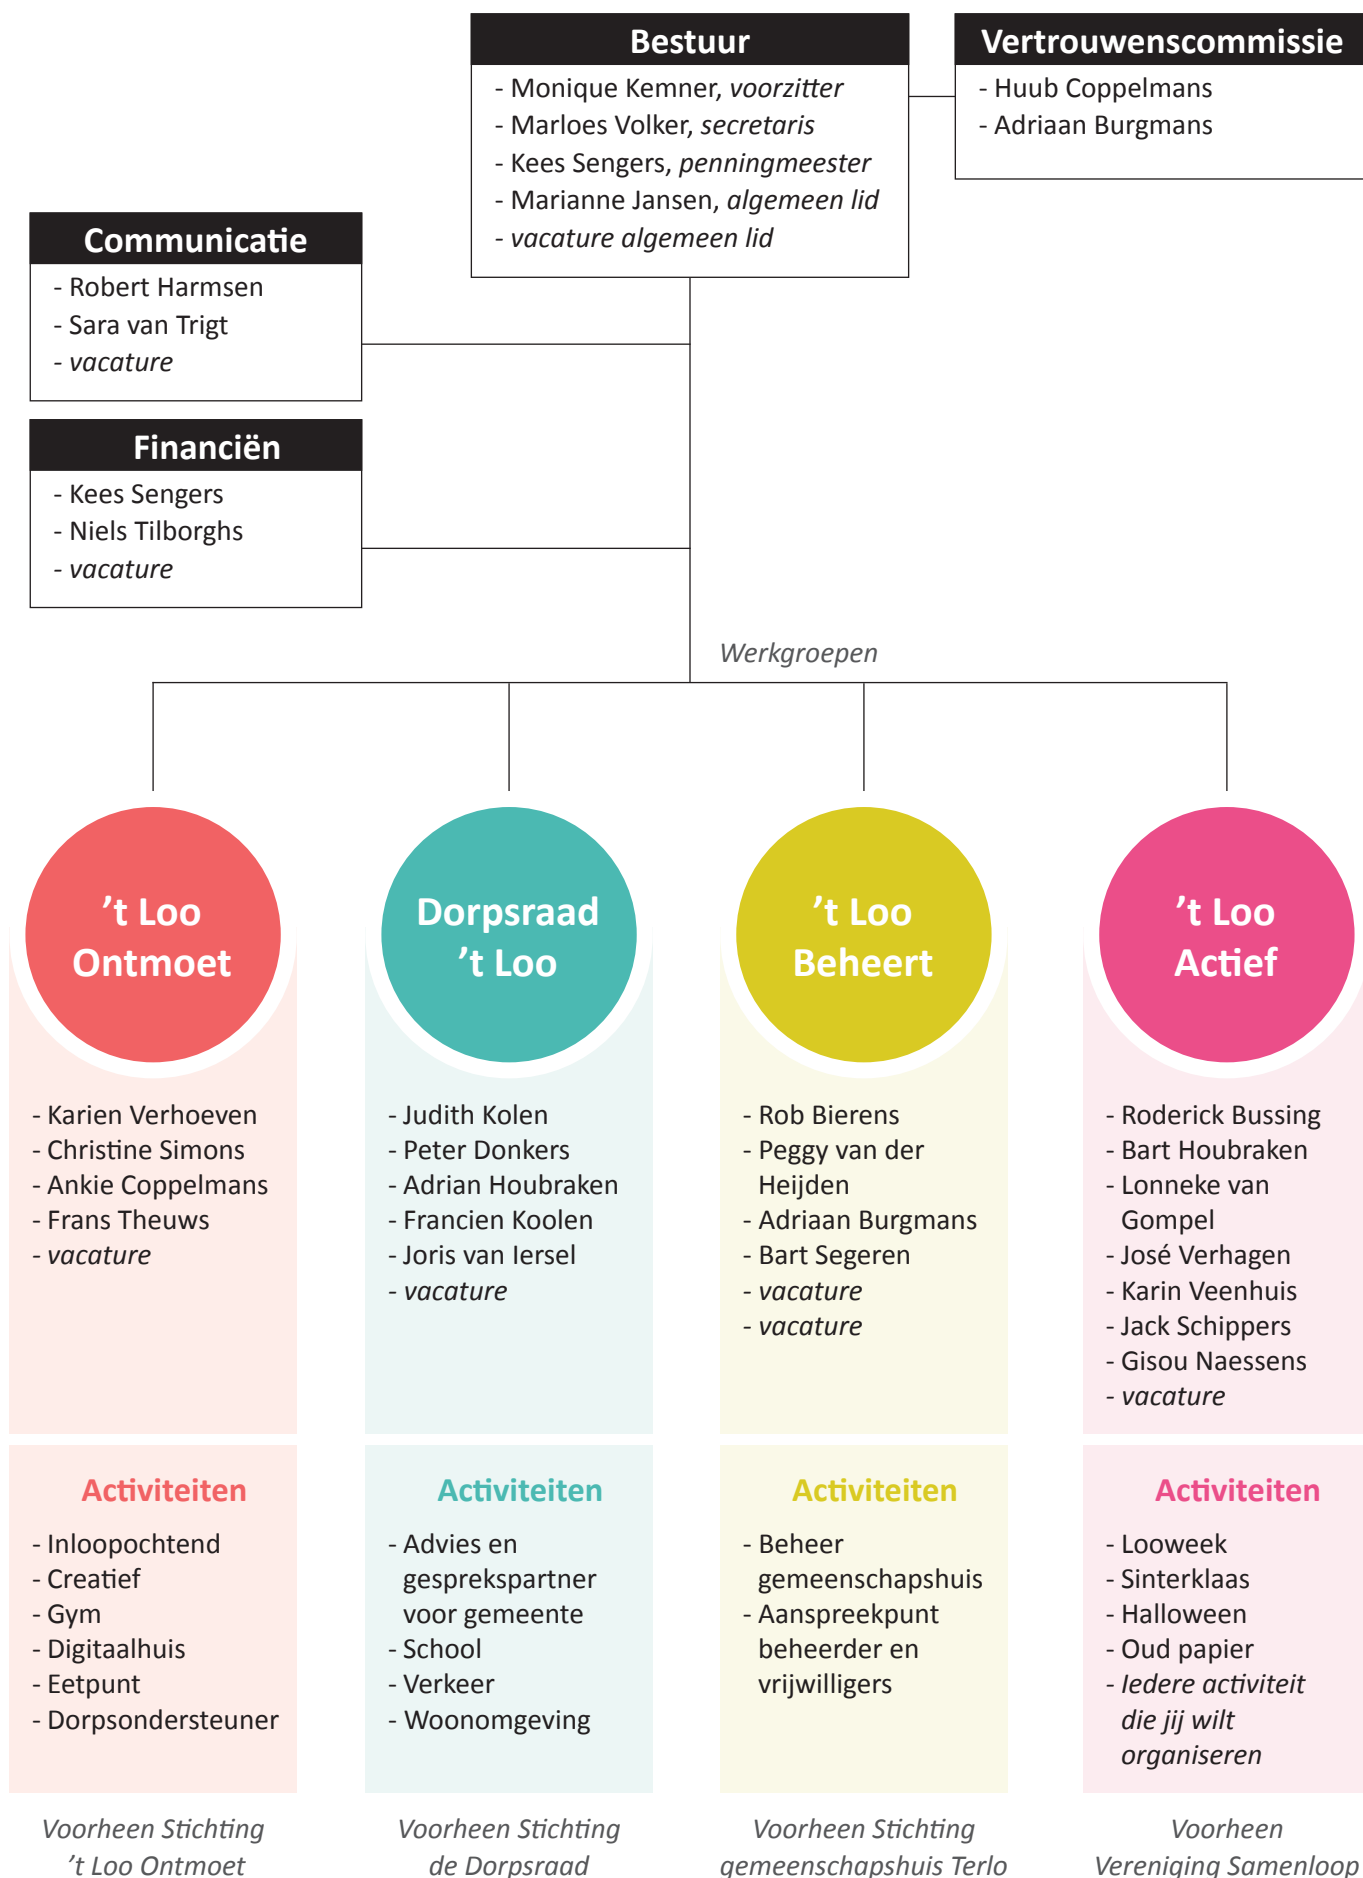 Bestuur
- Monique Kemner, voorzitter
- Marloes Volker, secretaris
- Kees Sengers, penningmeester
- Marianne Jansen, algemeen lid
- vacature algemeen lid
Vertrouwenscommissie
- Huub Coppelmans
- Adriaan Burgmans
Communicatie
- Robert Harmsen
- Sara van Trigt
- vacature
Financiën
- Kees Sengers
- Niels Tilborghs
- vacature
Werkgroepen
’t Loo
Ontmoet
- Karien Verhoeven
- Christine Simons
- Ankie Coppelmans
- Frans Theuws
- vacature
Activiteiten
- Inloopochtend
- Creatief
- Gym
- Digitaalhuis
- Eetpunt
- Dorpsondersteuner
Voorheen Stichting
’t Loo Ontmoet
Dorpsraad
’t Loo
- Judith Kolen
- Peter Donkers
- Adrian Houbraken
- Francien Koolen
- Joris van Iersel
- vacature
Activiteiten
- Advies en
gesprekspartner
voor gemeente
- School
- Verkeer
- Woonomgeving
Voorheen Stichting
de Dorpsraad
’t Loo
Beheert
- Rob Bierens
- Peggy van der
Heijden
- Adriaan Burgmans
- Bart Segeren
- vacature
- vacature
Activiteiten
- Beheer
gemeenschapshuis
- Aanspreekpunt
beheerder en
vrijwilligers
Voorheen Stichting
gemeenschapshuis Terlo
’t Loo
Actief
- Roderick Bussing
- Bart Houbraken
- Lonneke van
Gompel
- José Verhagen
- Karin Veenhuis
- Jack Schippers
- Gisou Naessens
- vacature
Activiteiten
- Looweek
- Sinterklaas
- Halloween
- Oud papier
- Iedere activiteit
die jij wilt
organiseren
Voorheen
Vereniging Samenloop